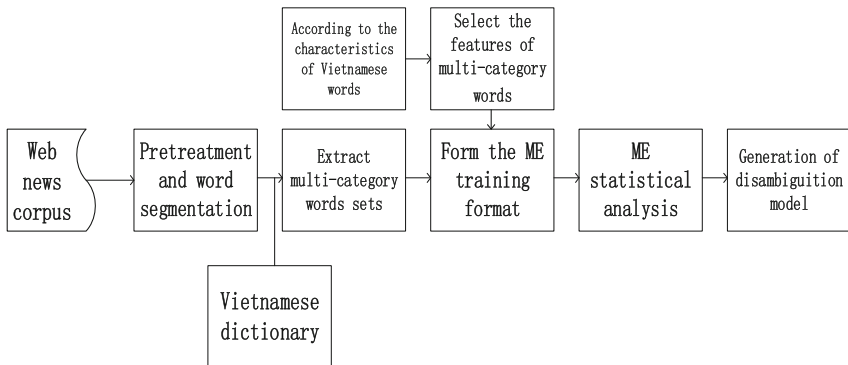 According to the
characteristics
of Vietnamese
words
Select the
features of
multi-category
words
Web
news
corpus
Pretreatment
and word
segmentation
Extract
multi-category
words sets
Form the ME
training
format
ME
statistical
analysis
Generation of
disambiguition
model
Vietnamese
dictionary